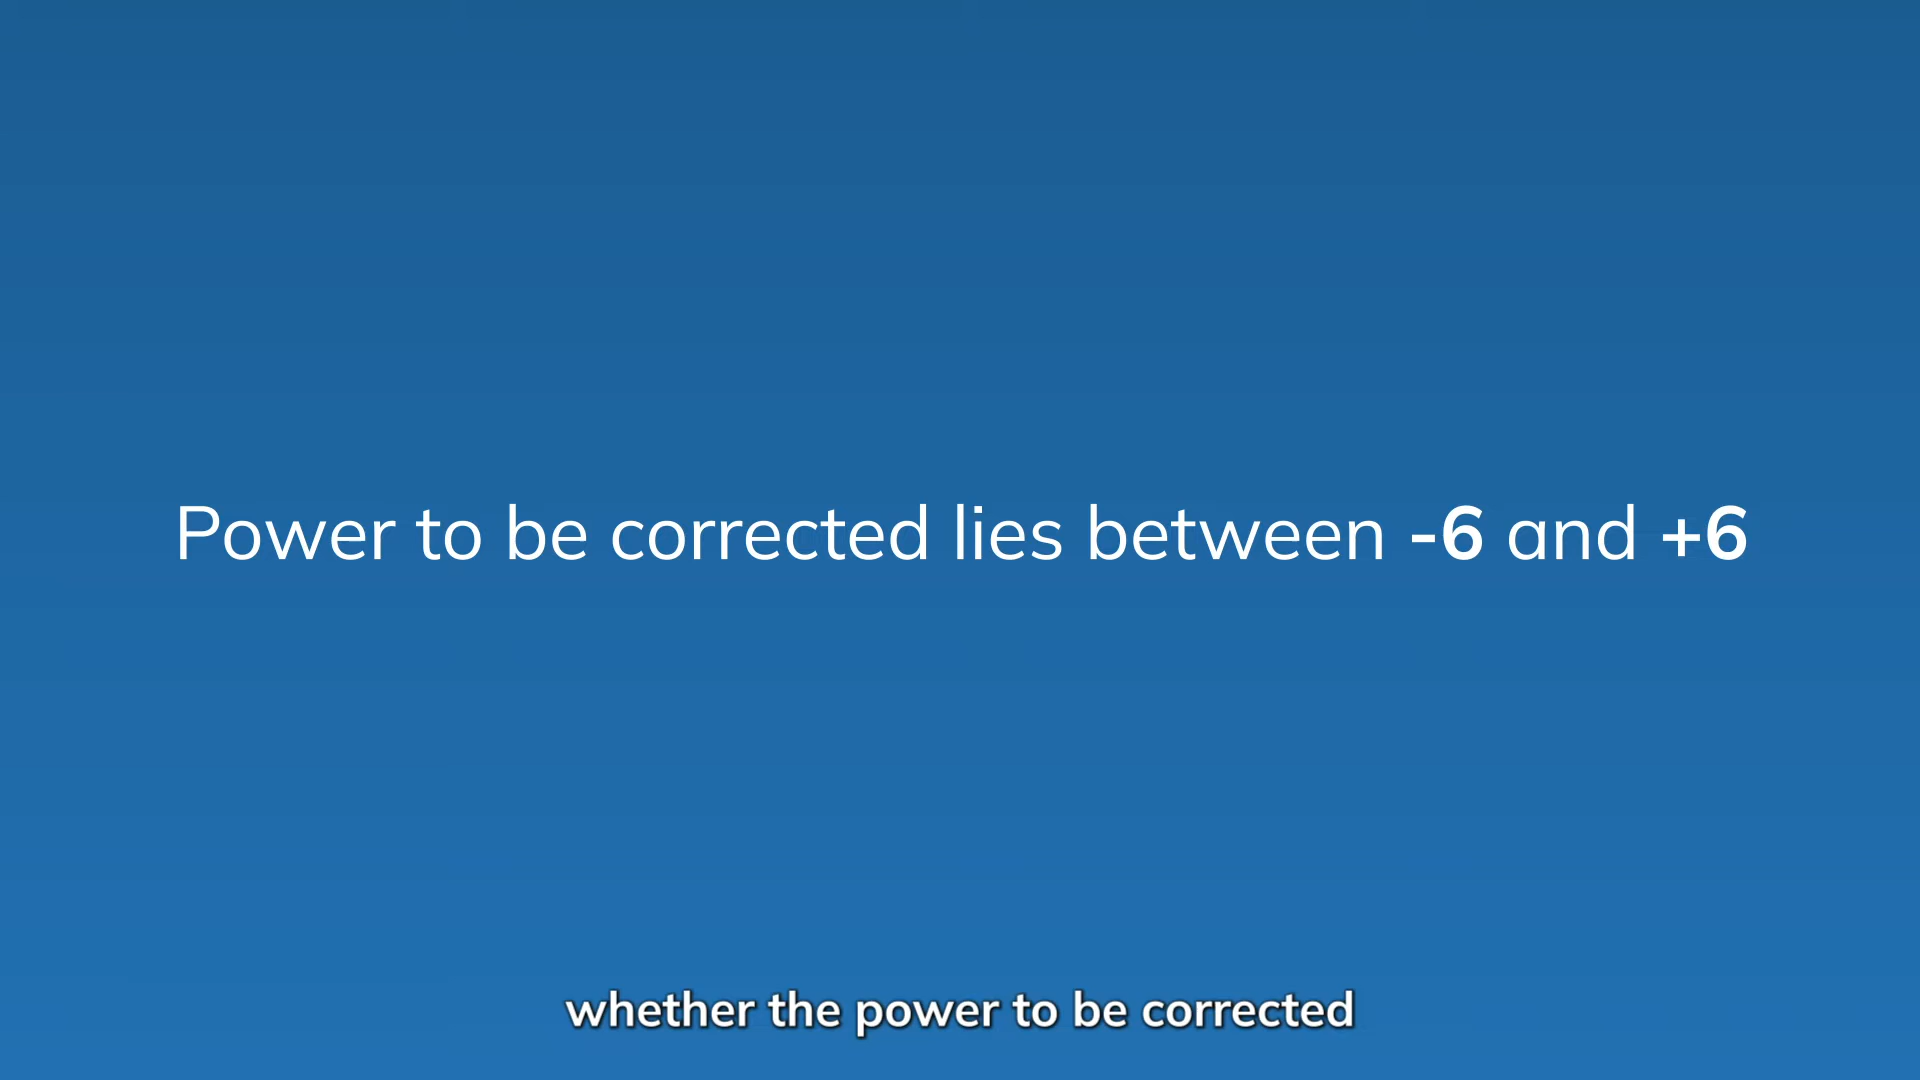 Power to be corrected lies between -6 and +6
whether the power to be corrected